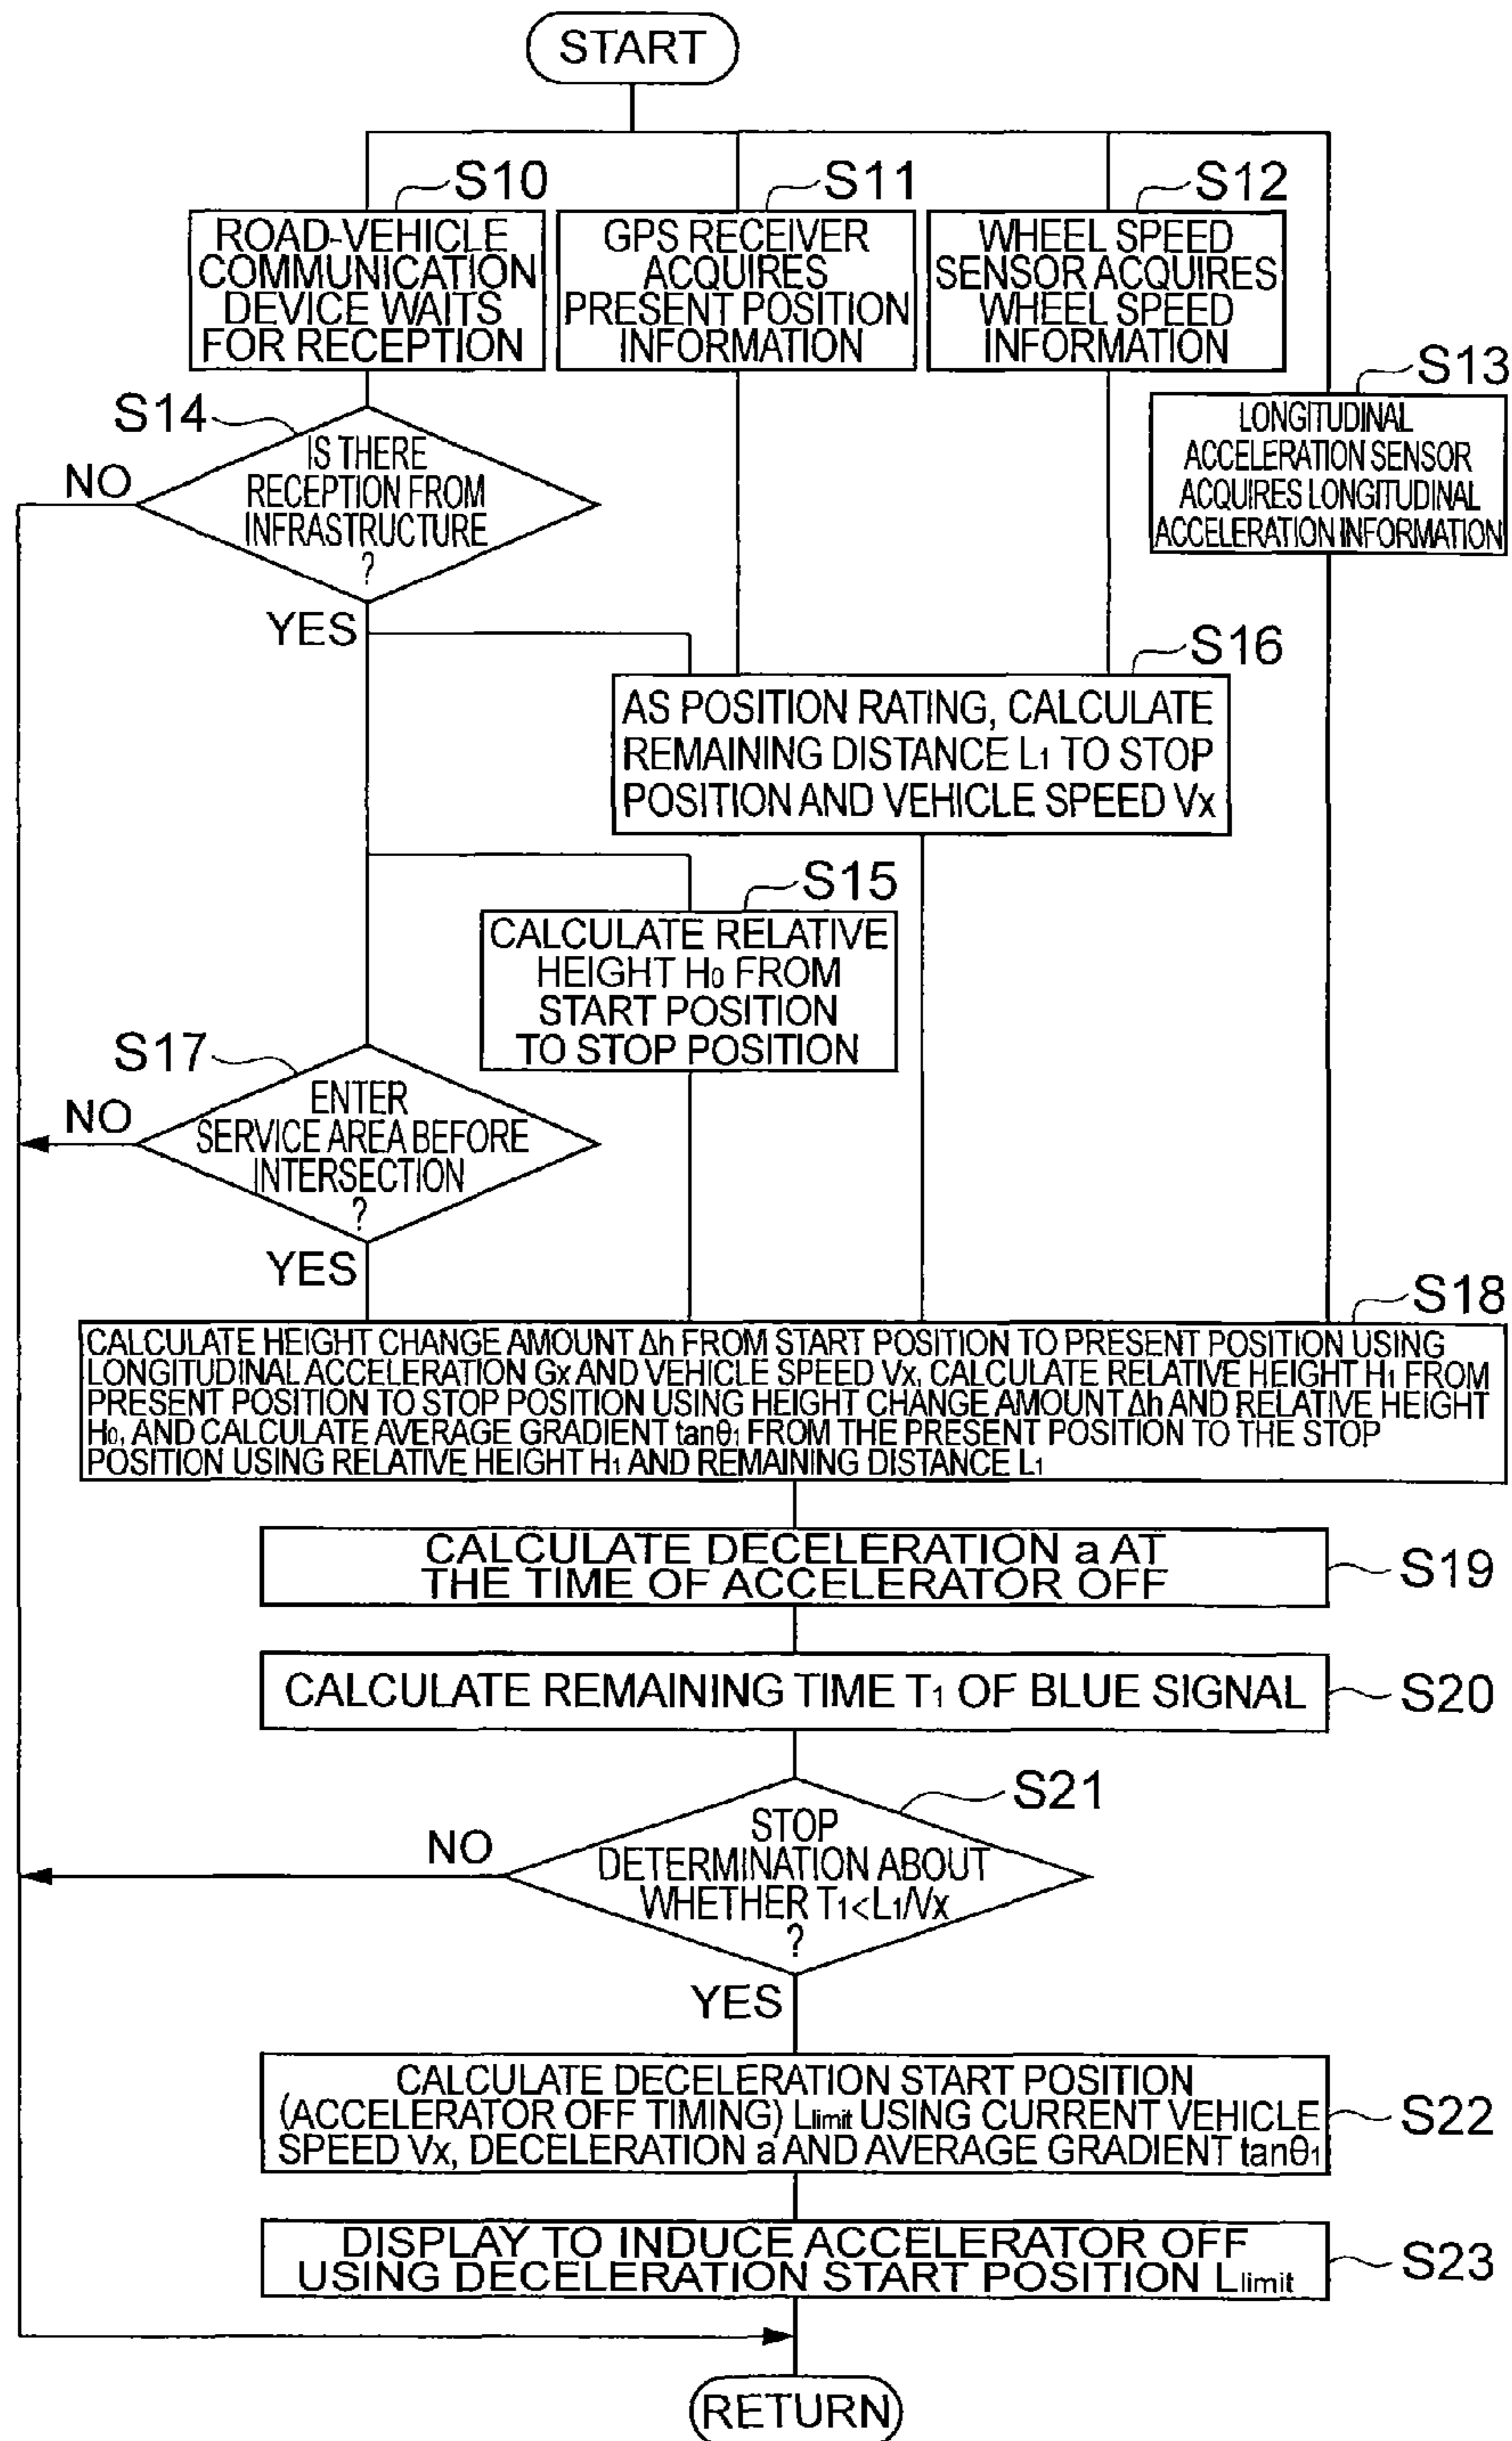 START
S10
ROAD-VEHICLE
COMMUNICATION
DEVICE WAITS
FOR RECEPTION
S11
GPS RECEIVER
ACQUIRES
PRESENT POSITION
INFORMATION
S12
WHEEL SPEED
SENSOR ACQUIRES
WHEEL SPEED
INFORMATION
S13
LONGITUDINAL
ACCELERATION SENSOR
ACQUIRES LONGITUDINAL
ACCELERATION INFORMATION
S14
IS THERE
RECEPTION FROM
INFRASTRUCTURE
?
NO
YES
S16
AS POSITION RATING, CALCULATE
REMAINING DISTANCE L1 TO STOP
POSITION AND VEHICLE SPEED Vx
S15
CALCULATE RELATIVE
HEIGHT H0 FROM
START POSITION
TO STOP POSITION
S17
ENTER
SERVICE AREA BEFORE
INTERSECTION
?
NO
YES
S18
CALCULATE HEIGHT CHANGE AMOUNT Δh FROM START POSITION TO PRESENT POSITION USING
LONGITUDINAL ACCELERATION Gx AND VEHICLE SPEED Vx, CALCULATE RELATIVE HEIGHT H1 FROM
PRESENT POSITION TO STOP POSITION USING HEIGHT CHANGE AMOUNT Δh AND RELATIVE HEIGHT
H0, AND CALCULATE AVERAGE GRADIENT tanθ1 FROM THE PRESENT POSITION TO THE STOP
POSITION USING RELATIVE HEIGHT H1 AND REMAINING DISTANCE L1
CALCULATE DECELERATION a AT
THE TIME OF ACCELERATOR OFF
S19
CALCULATE REMAINING TIME T1 OF BLUE SIGNAL
S20
S21
STOP
DETERMINATION ABOUT
WHETHER T1<L1/Vx
?
NO
YES
CALCULATE DECELERATION START POSITION
(ACCELERATOR OFF TIMING) Llimit USING CURRENT VEHICLE
SPEED Vx, DECELERATION a AND AVERAGE GRADIENT tanθ1
S22
DISPLAY TO INDUCE ACCELERATOR OFF
USING DECELERATION START POSITION Llimit
S23
RETURN